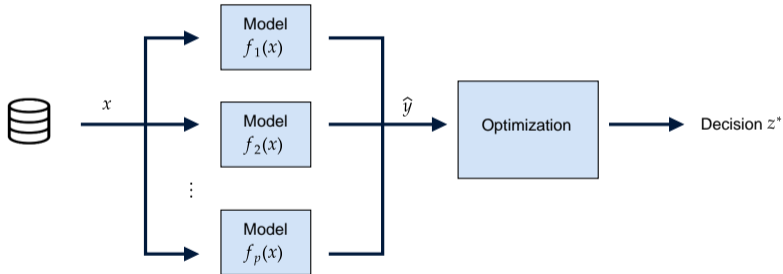 Model
f₁(x)
x
Model
f₂(x)
ŷ
Optimization
Decision z*
⋮
Model
fₚ(x)